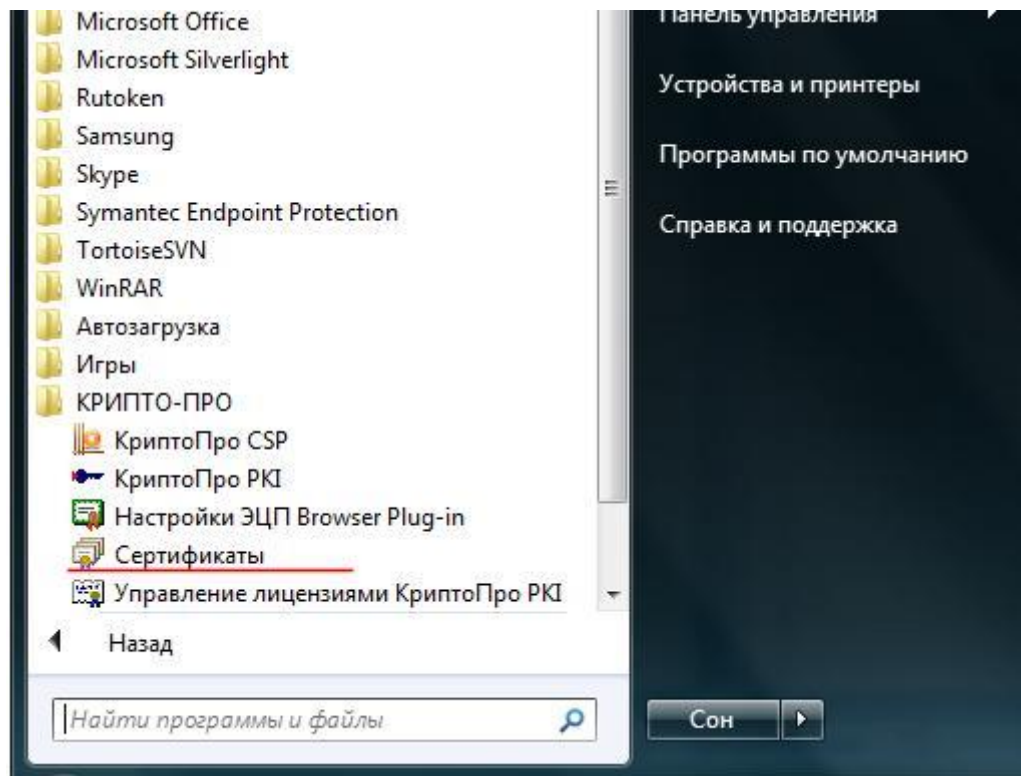 Microsoft Office
Microsoft Silverlight
Rutoken
Samsung
Skype
Symantec Endpoint Protection
TortoiseSVN
WinRAR
Автозагрузка
Игры
КРИПТО-ПРО
КриптоПро CSP
КриптоПро PKI
Настройки ЭЦП Browser Plug-in
Сертификаты
Управление лицензиями КриптоПро PKI
Назад
Найти программы и файлы
Панель управления
Устройства и принтеры
Программы по умолчанию
Справка и поддержка
Сон